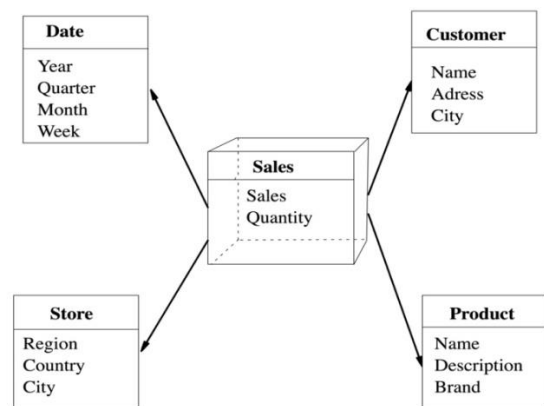 Date
Year
Quarter
Month
Week
Customer
Name
Adress
City
Sales
Sales
Quantity
Store
Region
Country
City
Product
Name
Description
Brand